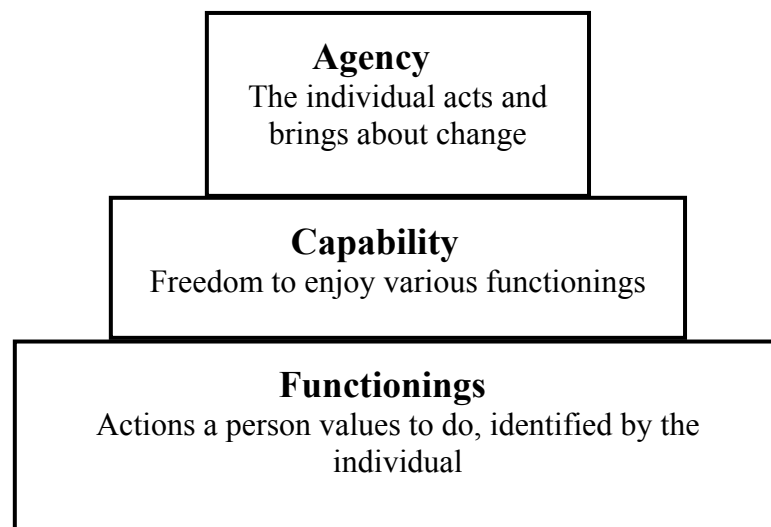 Agency
The individual acts and
brings about change
Capability
Freedom to enjoy various functionings
Functionings
Actions a person values to do, identified by the
individual